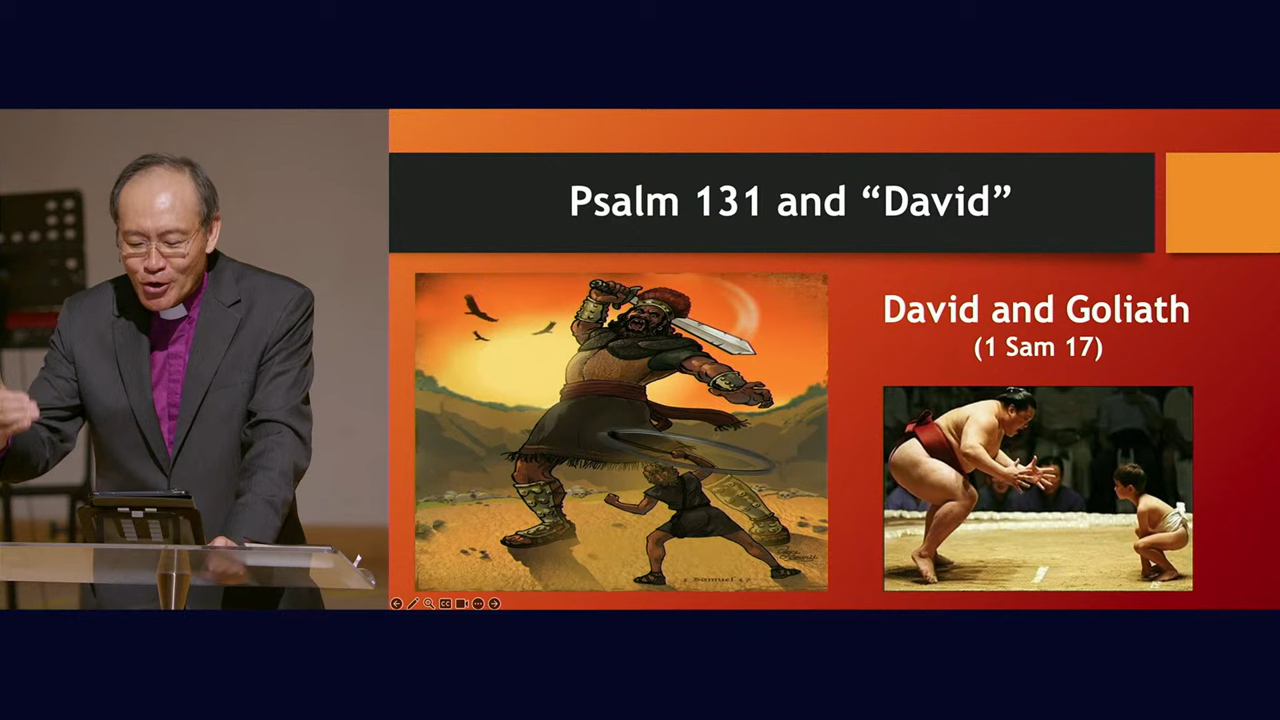 Psalm 131 and “David”
David and Goliath
(1 Sam 17)